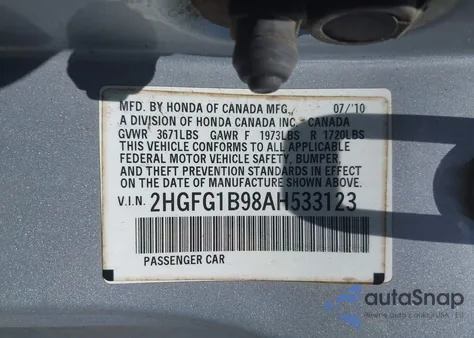 MFD. BY HONDA OF CANADA MFG., 07/10
A DIVISION OF HONDA CANADA INC. CANADA
GVWR 3671LBS GAWR F 1973LBS R 1720LBS
THIS VEHICLE CONFORMS TO ALL APPLICABLE
FEDERAL MOTOR VEHICLE SAFETY, BUMPER,
AND THEFT PREVENTION STANDARDS IN EFFECT
ON THE DATE OF MANUFACTURE SHOWN ABOVE.
V.I.N. 2HGFG1B98AH533123
PASSENGER CAR
autoSnap